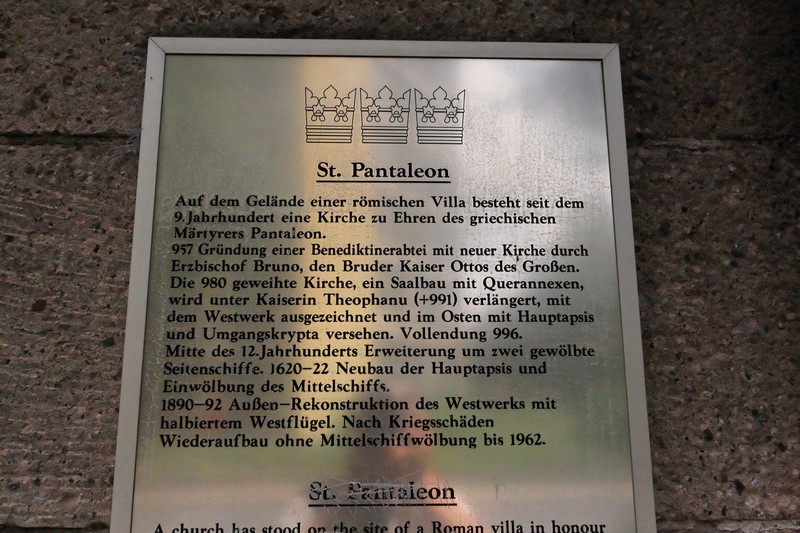 St. Pantaleon
Auf dem Gelände einer römischen Villa besteht seit dem
9.Jahrhundert eine Kirche zu Ehren des griechischen
Märtyrers Pantaleon.
957 Gründung einer Benediktinerabtei mit neuer Kirche durch
Erzbischof Bruno, den Bruder Kaiser Ottos des Großen.
Die 980 geweihte Kirche, ein Saalbau mit Querannexen,
wird unter Kaiserin Theophanu (+991) verlängert, mit
dem Westwerk ausgezeichnet und im Osten mit Hauptapsis
und Umgangskrypta versehen. Vollendung 996.
Mitte des 12.Jahrhunderts Erweiterung um zwei gewölbte
Seitenschiffe. 1620–22 Neubau der Hauptapsis und
Einwölbung des Mittelschiffs.
1890–92 Außen–Rekonstruktion des Westwerks mit
halbiertem Westflügel. Nach Kriegsschäden
Wiederaufbau ohne Mittelschiffwölbung bis 1962.
St. Pantaleon
A church has stood on the site of a Roman villa in honour